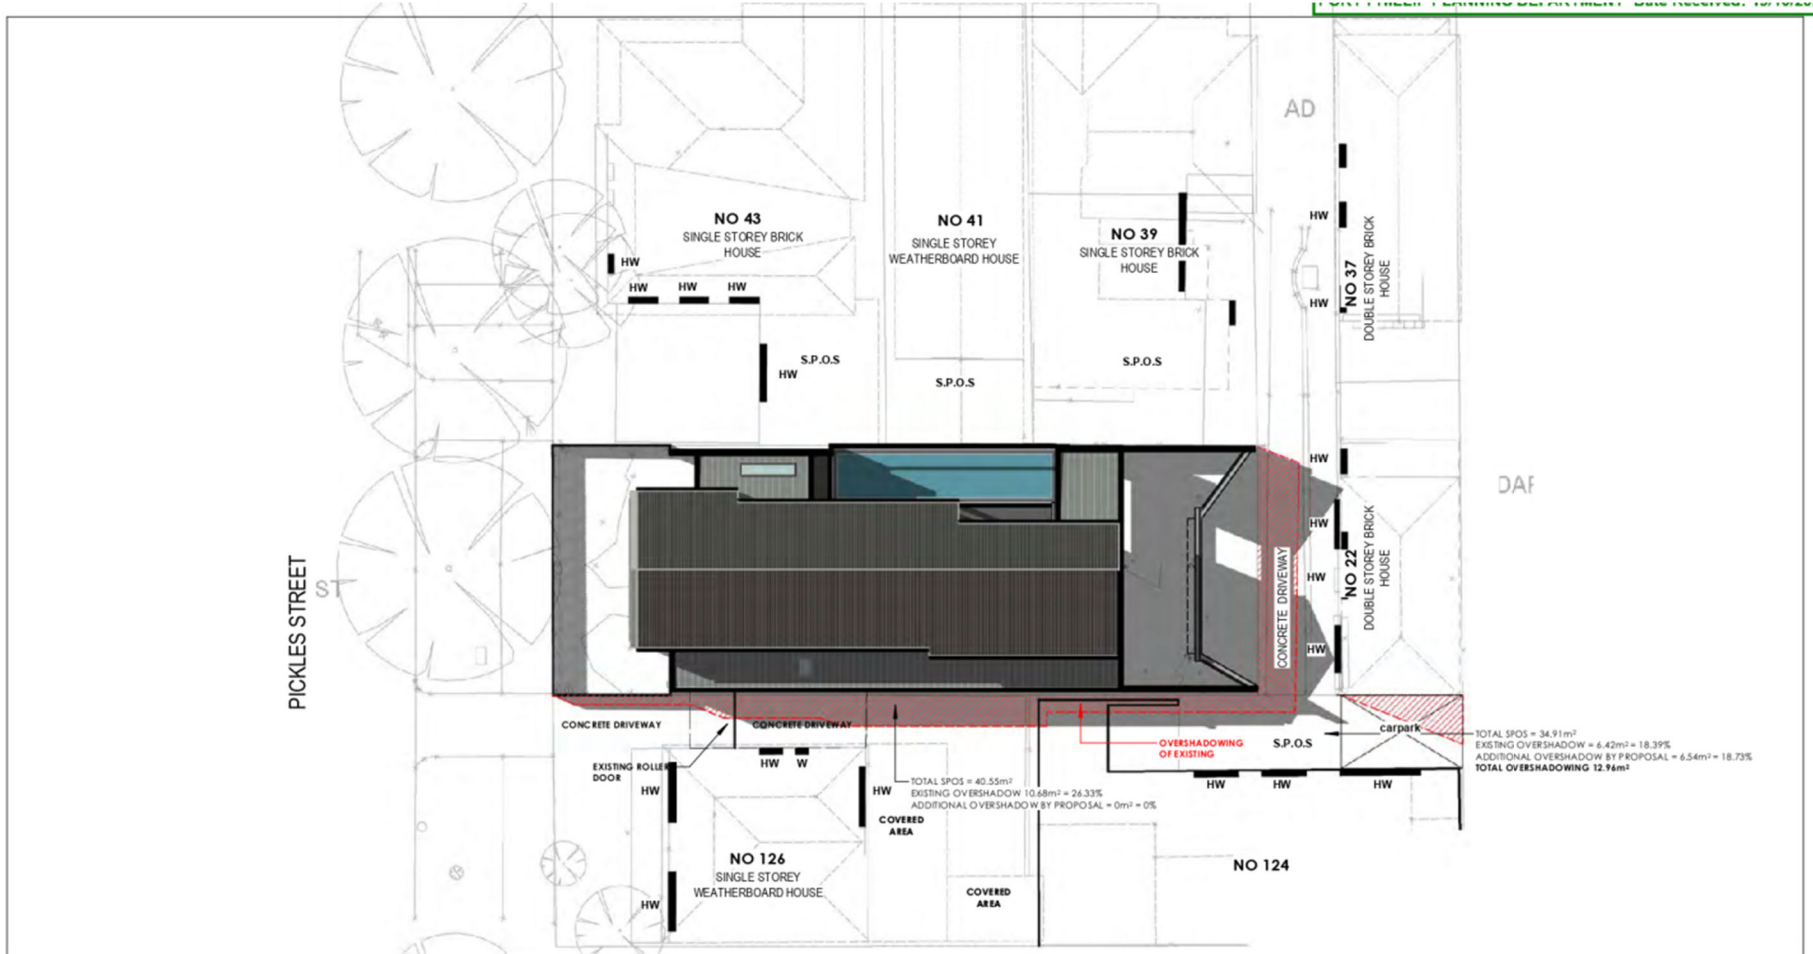 PORT PHILLIP PLANNING DEPARTMENT Date Received:
AD
NO 43
SINGLE STOREY BRICK
HOUSE
NO 41
SINGLE STOREY
WEATHERBOARD HOUSE
NO 39
SINGLE STOREY BRICK
HOUSE
HW
NO 37
DOUBLE STOREY BRICK
HOUSE
HW
HW
HW
HW
HW
S.P.O.S
HW
S.P.O.S
S.P.O.S
HW
DAF
HW
NO 22
DOUBLE STOREY BRICK
HOUSE
HW
HW
CONCRETE DRIVEWAY
PICKLES STREET
ST
CONCRETE DRIVEWAY
CONCRETE DRIVEWAY
carpark
OVERSHADOWING
OF EXISTING
S.P.O.S
TOTAL SPOS = 34.91m²
EXISTING OVERSHADOW = 6.42m² = 18.39%
ADDITIONAL OVERSHADOW BY PROPOSAL = 6.54m² = 18.73%
TOTAL OVERSHADOWING 12.96m²
EXISTING ROLLER
DOOR
HW
W
HW
HW
TOTAL SPOS = 40.55m²
EXISTING OVERSHADOW 10.68m² = 26.33%
ADDITIONAL OVERSHADOW BY PROPOSAL = 0m² = 0%
HW
HW
HW
COVERED
AREA
NO 126
SINGLE STOREY
WEATHERBOARD HOUSE
NO 124
COVERED
AREA
HW